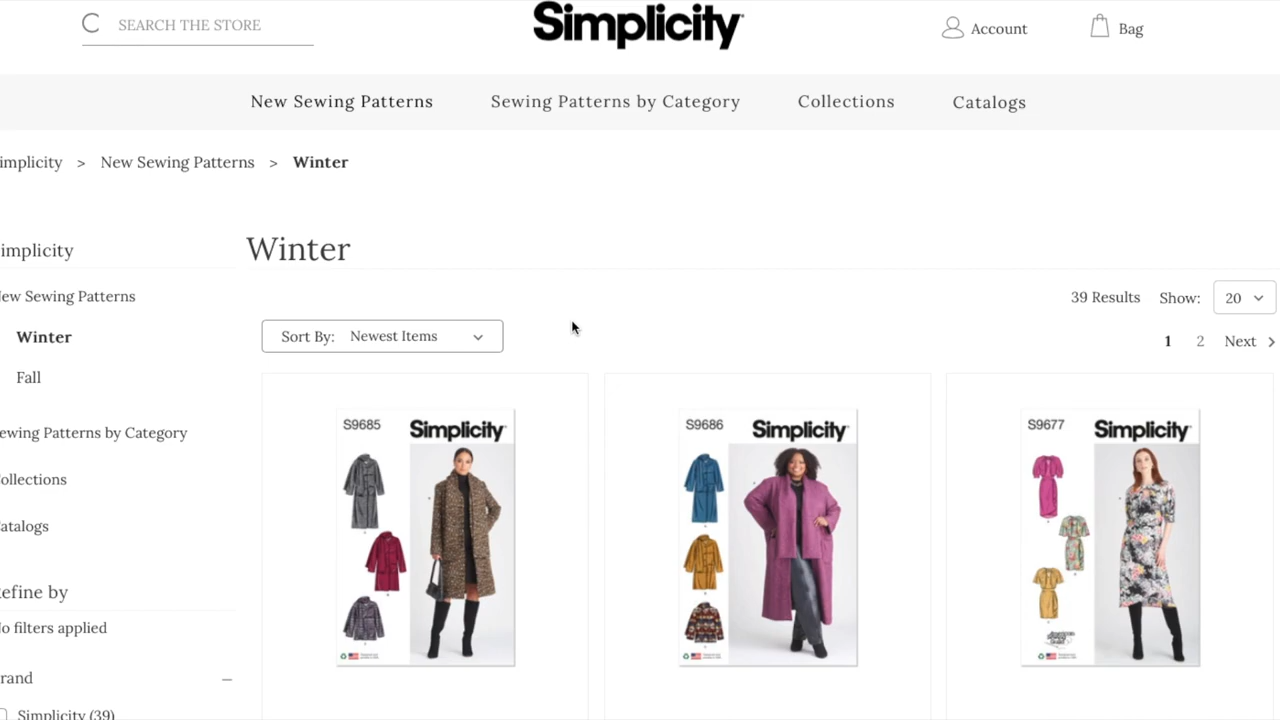 SEARCH THE STORE
Simplicity
Account
Bag
New Sewing Patterns
Sewing Patterns by Category
Collections
Catalogs
implicity > New Sewing Patterns > Winter
implicity
ew Sewing Patterns
Winter
Fall
ewing Patterns by Category
ollections
atalogs
efine by
o filters applied
rand
Simplicity (39)
Winter
39 Results Show: 20
Sort By: Newest Items
1 2 Next
S9685 Simplicity
S9686 Simplicity
S9677 Simplicity